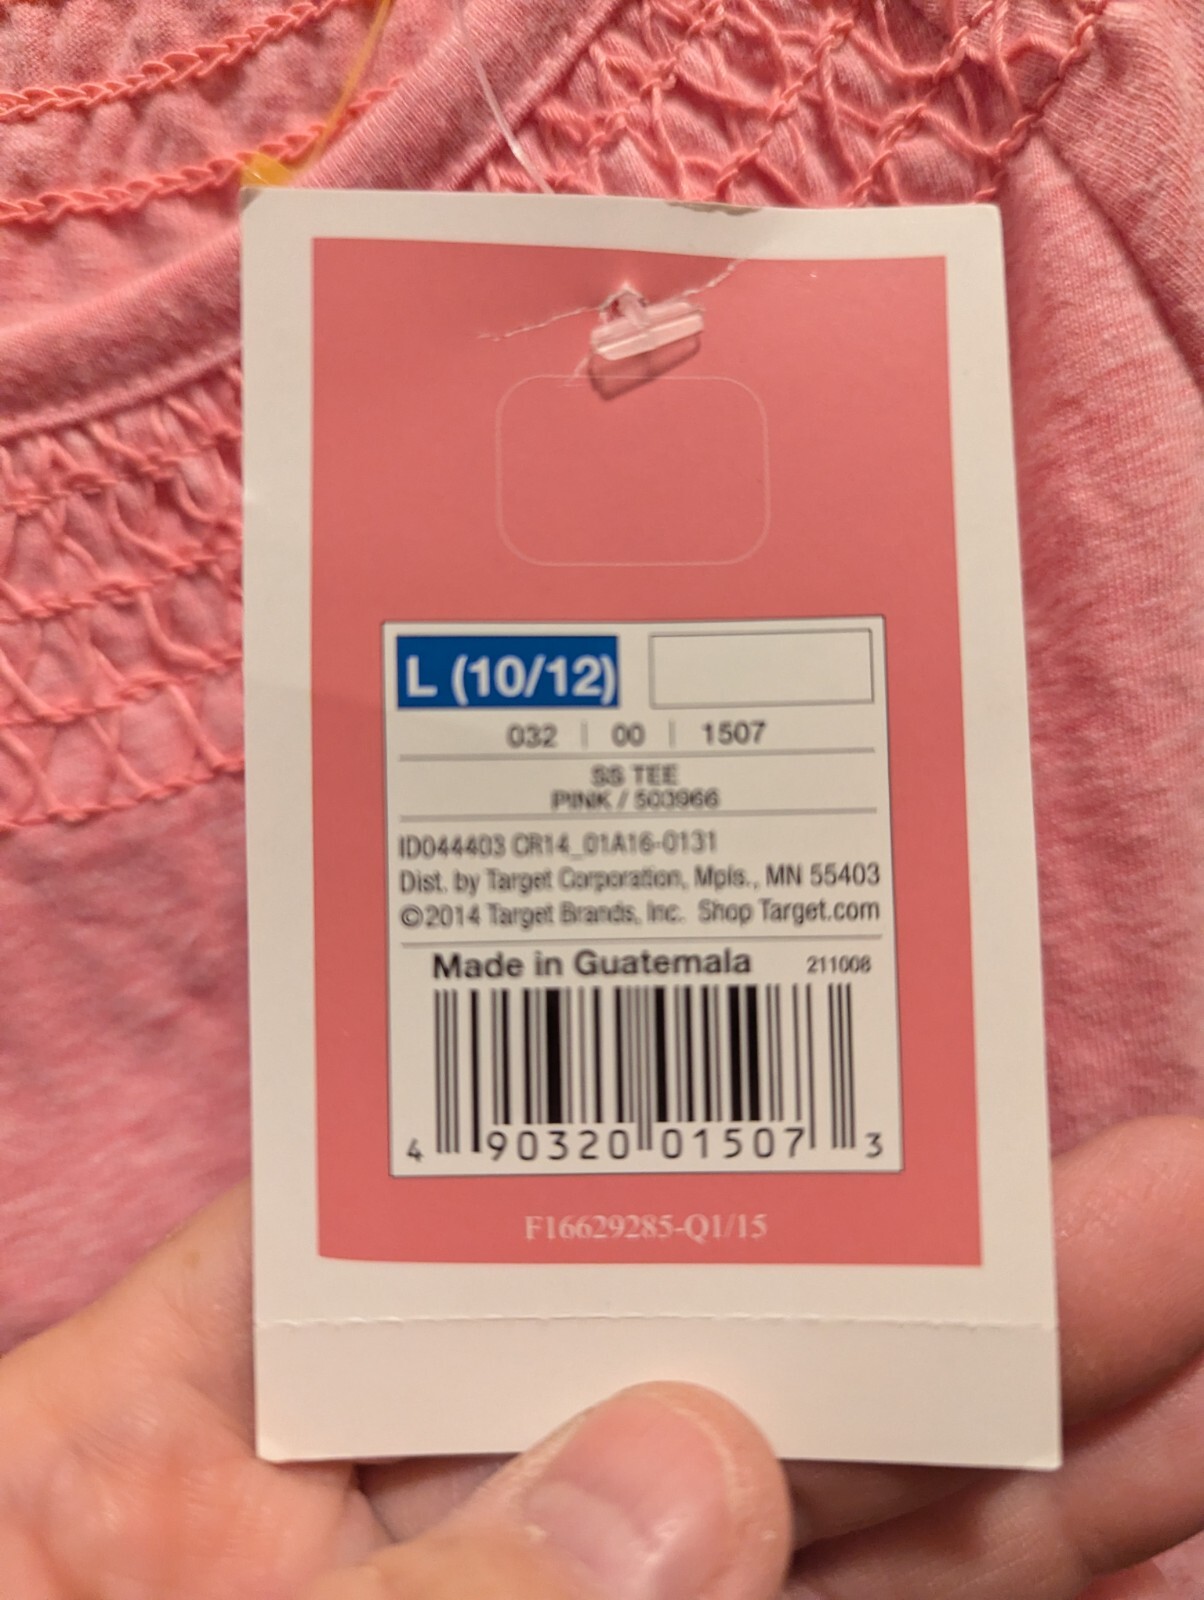 L (10/12)
032 | 00 | 1507
SS TEE
PINK / 503966
ID044403 CR14_01A16-0131
Dist. by Target Corporation, Mpls., MN 55403
©2014 Target Brands, Inc. Shop Target.com
Made in Guatemala 211008
4 90320 01507 3
F16629285-Q1/15